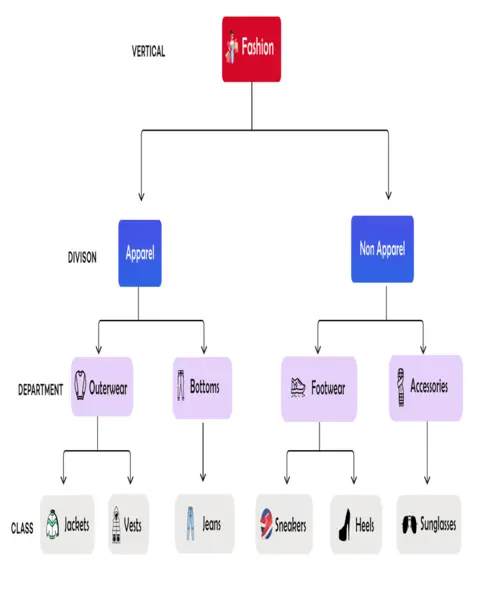 VERTICAL
Fashion
DIVISON
Apparel
Non Apparel
DEPARTMENT
Outerwear
Bottoms
Footwear
Accessories
CLASS
Jackets
Vests
Jeans
Sneakers
Heels
Sunglasses